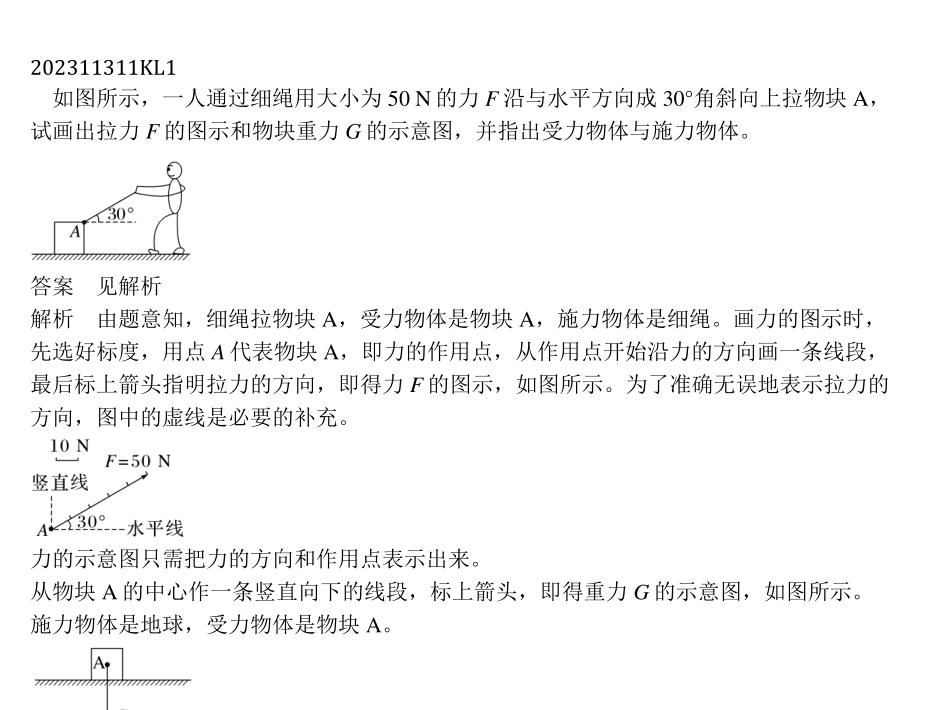 202311311KL1
如图所示，一人通过细绳用大小为 50 N 的力 F 沿与水平方向成 30°角斜向上拉物块 A，
试画出拉力 F 的图示和物块重力 G 的示意图，并指出受力物体与施力物体。
30°
A
答案　见解析
解析　由题意知，细绳拉物块 A，受力物体是物块 A，施力物体是细绳。画力的图示时，
先选好标度，用点 A 代表物块 A，即力的作用点，从作用点开始沿力的方向画一条线段，
最后标上箭头指明拉力的方向，即得力 F 的图示，如图所示。为了准确无误地表示拉力的
方向，图中的虚线是必要的补充。
10 N
F=50 N
竖直线
30°
A
水平线
力的示意图只需把力的方向和作用点表示出来。
从物块 A 的中心作一条竖直向下的线段，标上箭头，即得重力 G 的示意图，如图所示。
施力物体是地球，受力物体是物块 A。
A